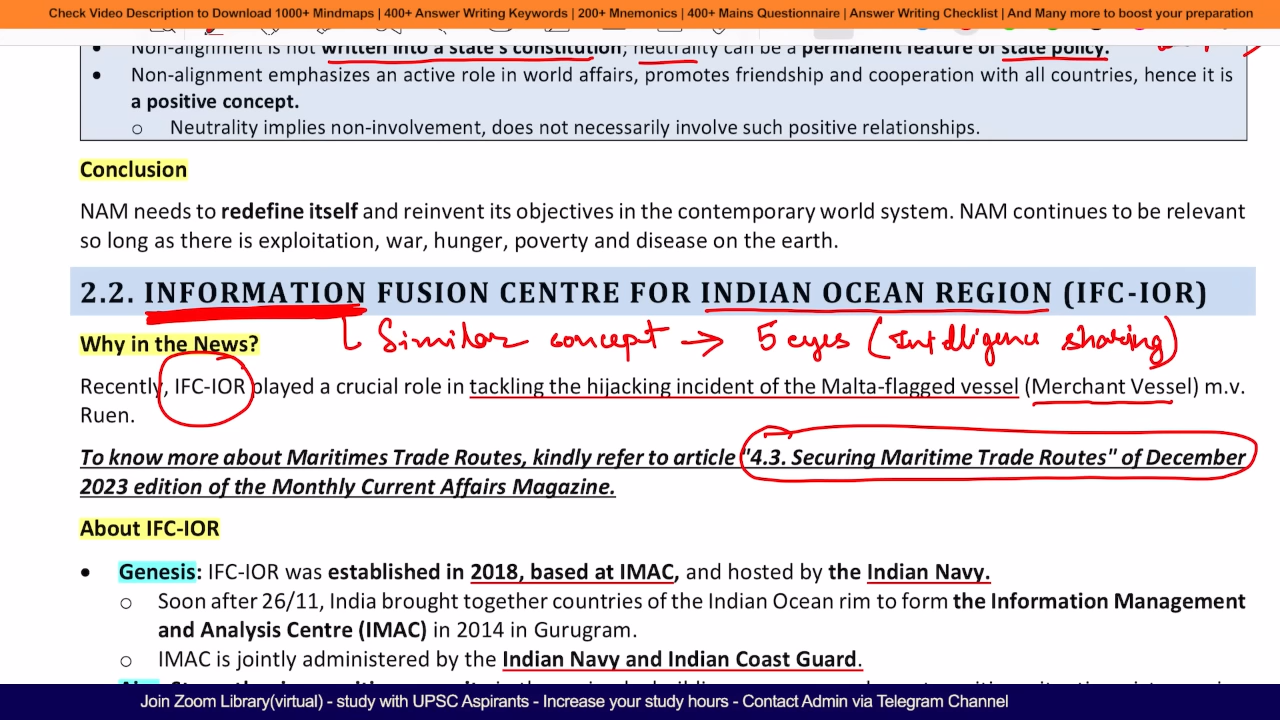 Check Video Description to Download 1000+ Mindmaps | 400+ Answer Writing Keywords | 200+ Mnemonics | 400+ Mains Questionnaire | Answer Writing Checklist | And Many more to boost your preparation
Non-alignment is not written into a state's constitution; neutrality can be a permanent feature of state policy.
• Non-alignment emphasizes an active role in world affairs, promotes friendship and cooperation with all countries, hence it is
a positive concept.
o Neutrality implies non-involvement, does not necessarily involve such positive relationships.
Conclusion
NAM needs to redefine itself and reinvent its objectives in the contemporary world system. NAM continues to be relevant
so long as there is exploitation, war, hunger, poverty and disease on the earth.
2.2. INFORMATION FUSION CENTRE FOR INDIAN OCEAN REGION (IFC-IOR)
Similar concept → 5 eyes (Intelligence sharing)
Why in the News?
Recently, IFC-IOR played a crucial role in tackling the hijacking incident of the Malta-flagged vessel (Merchant Vessel) m.v.
Ruen.
To know more about Maritimes Trade Routes, kindly refer to article "4.3. Securing Maritime Trade Routes" of December
2023 edition of the Monthly Current Affairs Magazine.
About IFC-IOR
• Genesis: IFC-IOR was established in 2018, based at IMAC, and hosted by the Indian Navy.
o Soon after 26/11, India brought together countries of the Indian Ocean rim to form the Information Management
and Analysis Centre (IMAC) in 2014 in Gurugram.
o IMAC is jointly administered by the Indian Navy and Indian Coast Guard.
Join Zoom Library(virtual) - study with UPSC Aspirants - Increase your study hours - Contact Admin via Telegram Channel